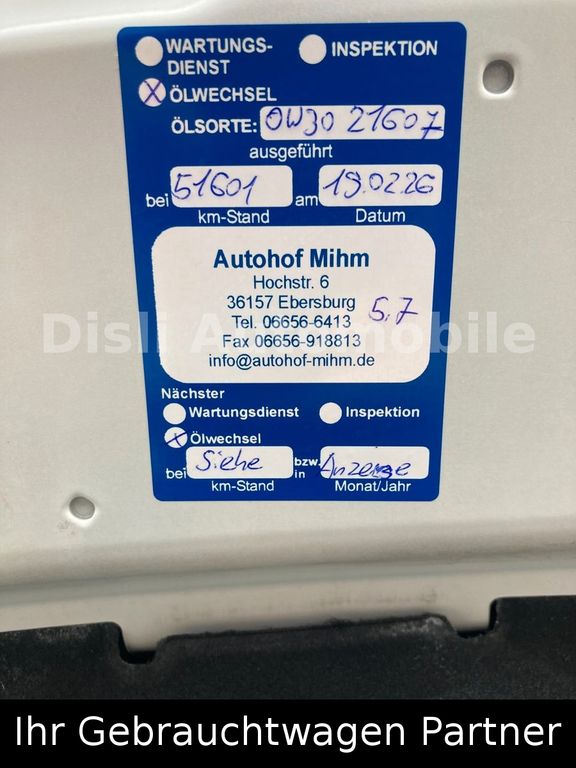 WARTUNGS-
DIENST
INSPEKTION
ÖLWECHSEL
ÖLSORTE: 0W30 21607
ausgeführt
bei 51601 am 19.02.26
km-Stand Datum
Autohof Mihm
Hochstr. 6
36157 Ebersburg
Tel. 06656-6413
Fax 06656-918813
info@autohof-mihm.de
5,7
Disli Automobile
Nächster
Wartungsdienst Inspektion
Ölwechsel
bei Siehe bzw. in Anzeige
km-Stand Monat/Jahr
Ihr Gebrauchtwagen Partner